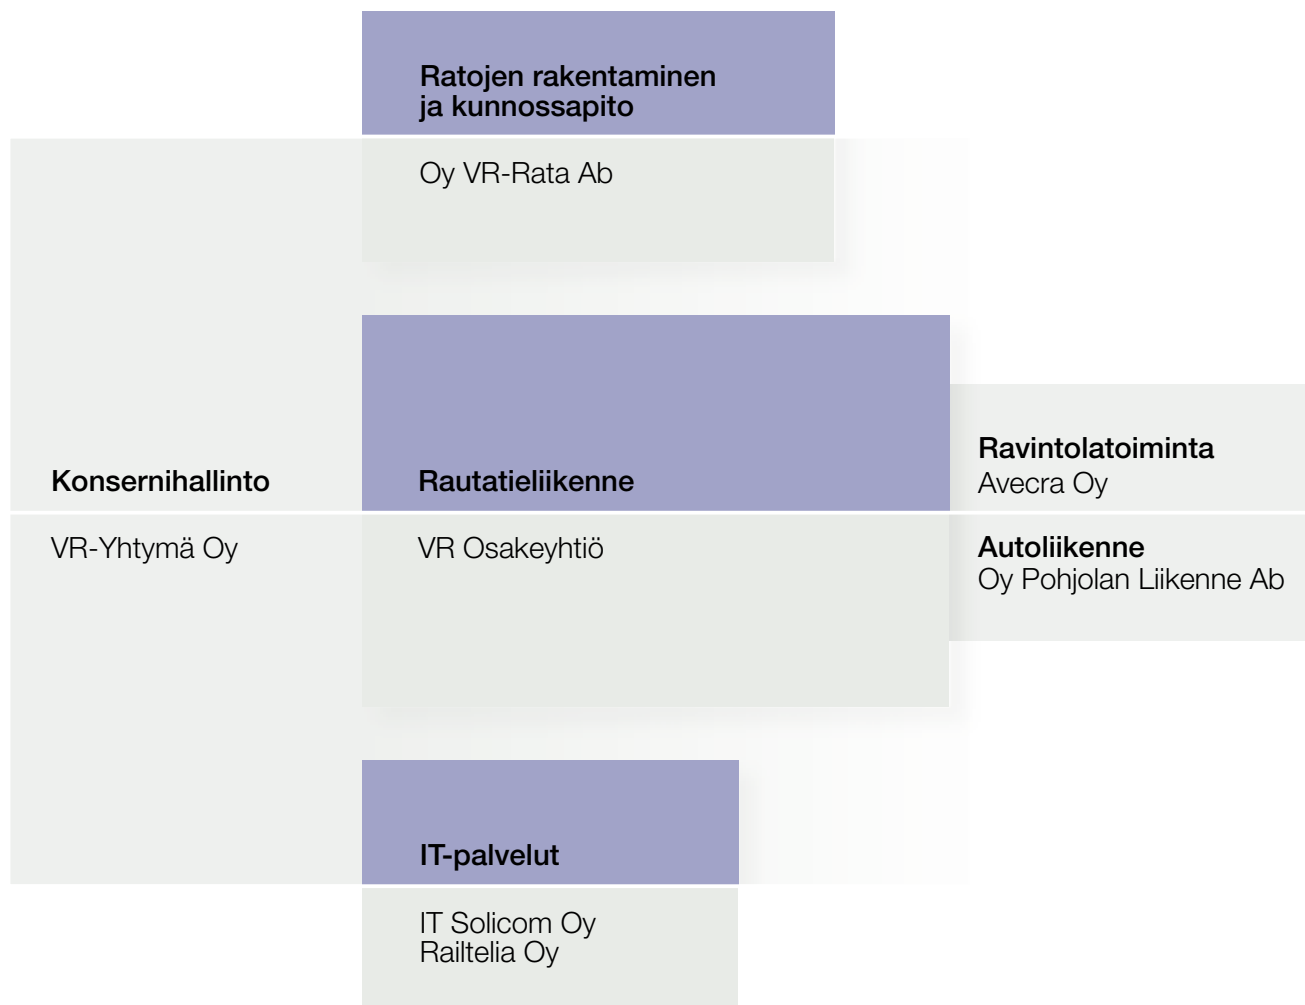 Ratojen rakentaminen
ja kunnossapito
Oy VR-Rata Ab
Konsernihallinto
VR-Yhtymä Oy
Rautatieliikenne
VR Osakeyhtiö
Ravintolatoiminta
Avecra Oy
Autoliikenne
Oy Pohjolan Liikenne Ab
IT-palvelut
IT Solicom Oy
Railtelia Oy